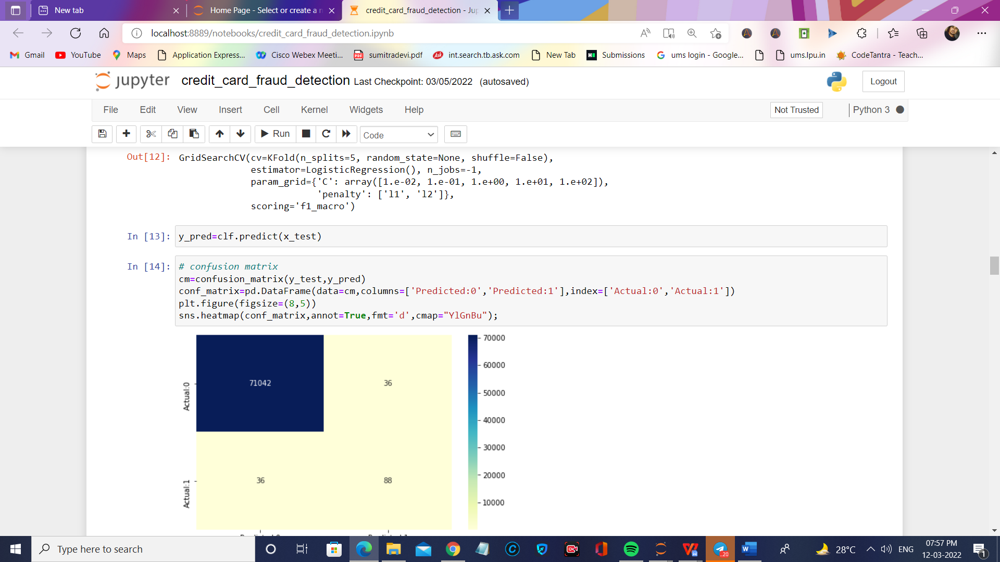 New tab
Home Page - Select or create a n
credit_card_fraud_detection - Jup
localhost:8889/notebooks/credit_card_fraud_detection.ipynb
Gmail
YouTube
Maps
Application Express...
Cisco Webex Meeti...
PDF
sumitradevi.pdf
Ask
int.search.tb.ask.com
New Tab
Submissions
ums login - Google...
ums.lpu.in
CodeTantra - Teach...
jupyter
credit_card_fraud_detection Last Checkpoint: 03/05/2022 (autosaved)
Logout
File Edit View Insert Cell Kernel Widgets Help
Not Trusted
Python 3
Run
Code
Out[12]: GridSearchCV(cv=KFold(n_splits=5, random_state=None, shuffle=False),
estimator=LogisticRegression(), n_jobs=-1,
param_grid={'C': array([1.e-02, 1.e-01, 1.e+00, 1.e+01, 1.e+02]),
'penalty': ['l1', 'l2']},
scoring='f1_macro')
In [13]: y_pred=clf.predict(x_test)
In [14]: # confusion matrix
cm=confusion_matrix(y_test,y_pred)
conf_matrix=pd.DataFrame(data=cm,columns=['Predicted:0','Predicted:1'],index=['Actual:0','Actual:1'])
plt.figure(figsize=(8,5))
sns.heatmap(conf_matrix,annot=True,fmt='d',cmap="YlGnBu");
Actual:0
71042
36
Actual:1
36
88
70000
60000
50000
40000
30000
20000
10000
Type here to search
..20
28°C
ENG
07:57 PM
12-03-2022
1